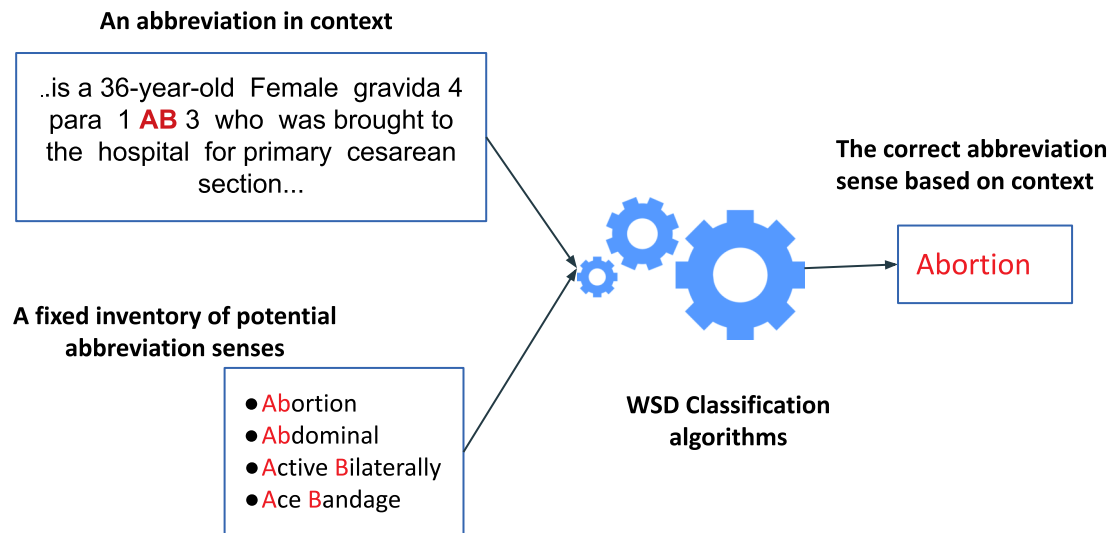 An abbreviation in context
..is a 36-year-old Female gravida 4
para 1 AB 3 who was brought to
the hospital for primary cesarean
section...
The correct abbreviation
sense based on context
Abortion
A fixed inventory of potential
abbreviation senses
●Abortion
●Abdominal
●Active Bilaterally
●Ace Bandage
WSD Classification
algorithms